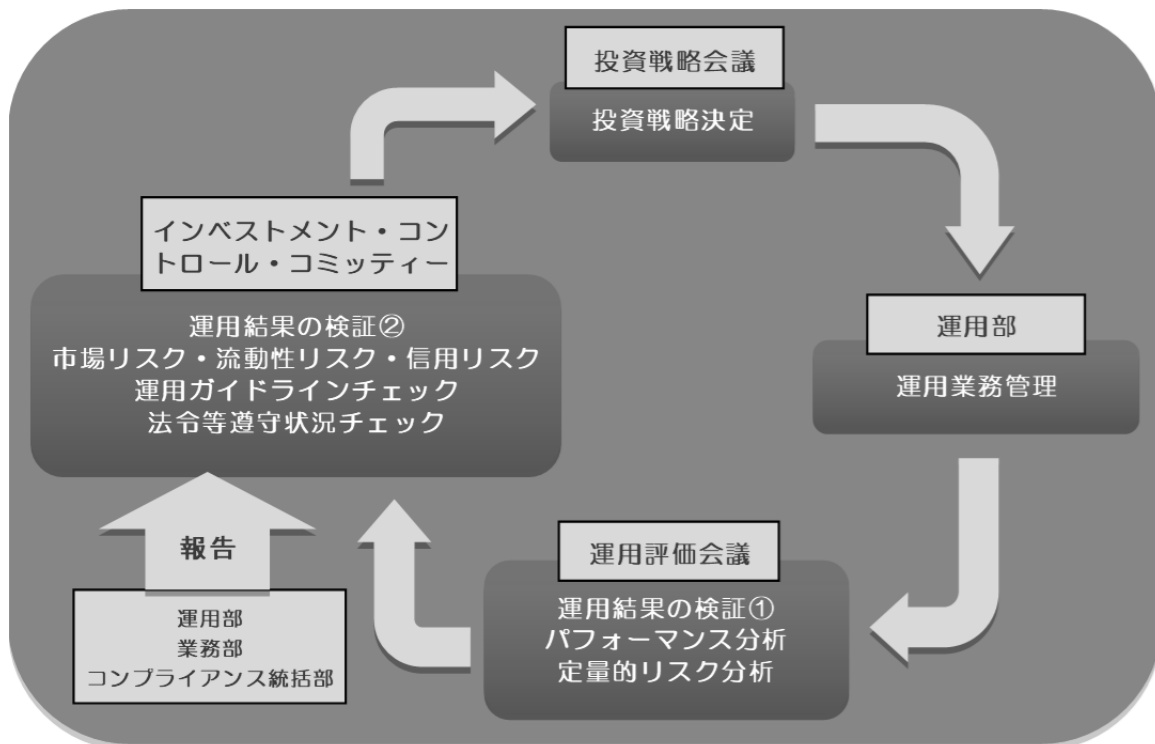 投資戦略会議
投資戦略決定
インベストメント・コン
トロール・コミッティー
運用結果の検証②
市場リスク・流動性リスク・信用リスク
運用ガイドラインチェック
法令等遵守状況チェック
運用部
運用業務管理
運用評価会議
運用結果の検証①
パフォーマンス分析
定量的リスク分析
報告
運用部
業務部
コンプライアンス統括部